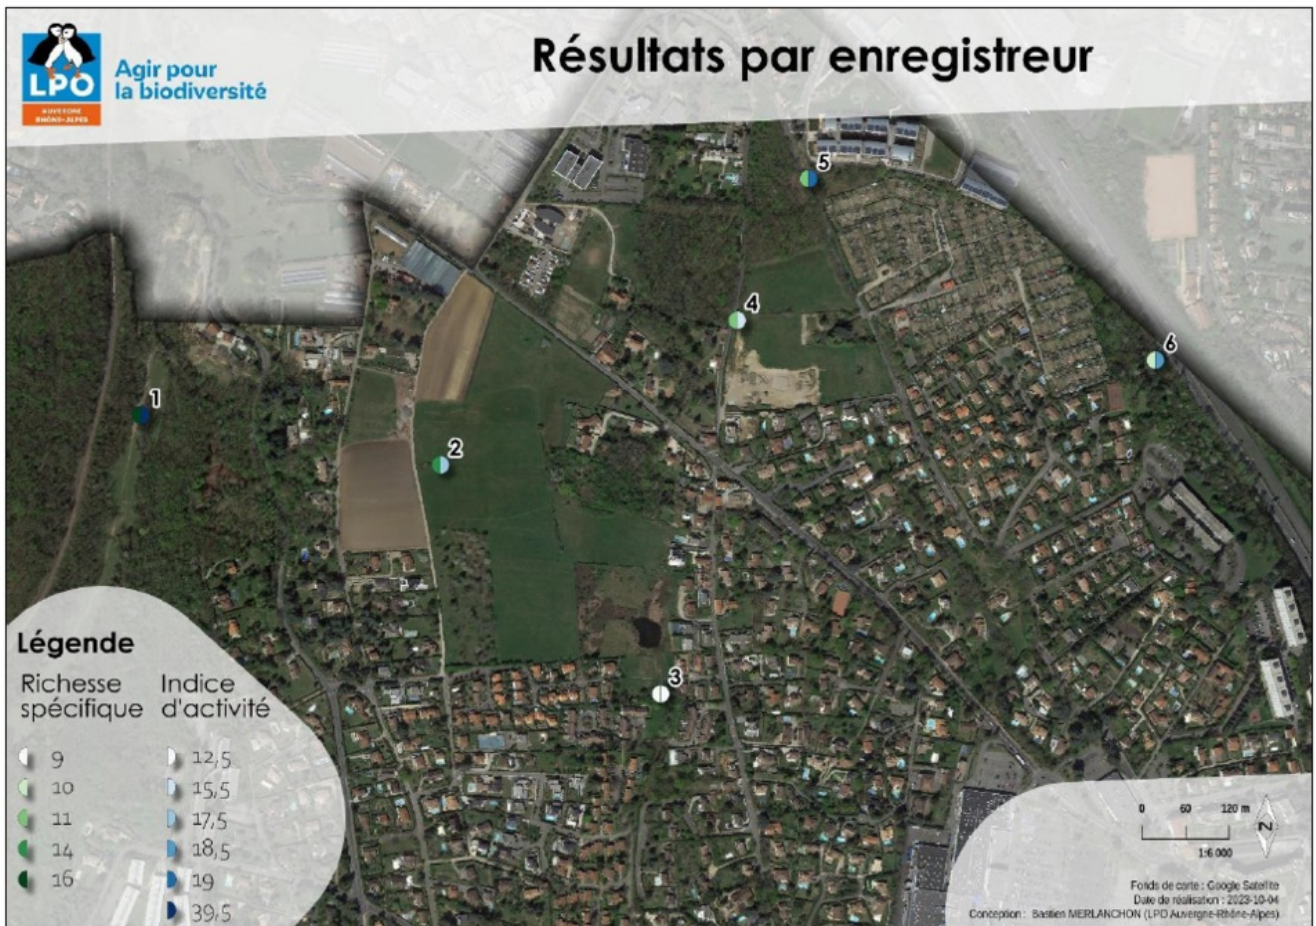 Résultats par enregistreur
LPO
AUVERGNE
RHÔNE-ALPES
Agir pour
la biodiversité
5
4
6
1
2
3
Légende
Richesse
spécifique
Indice
d'activité
9
10
11
14
16
12,5
15,5
17,5
18,5
19
39,5
0 60 120 m
N
1:6 000
Fonds de carte : Google Satellite
Date de réalisation : 2023-10-04
Conception : Bastien MERLANCHON (LPO Auvergne-Rhône-Alpes)